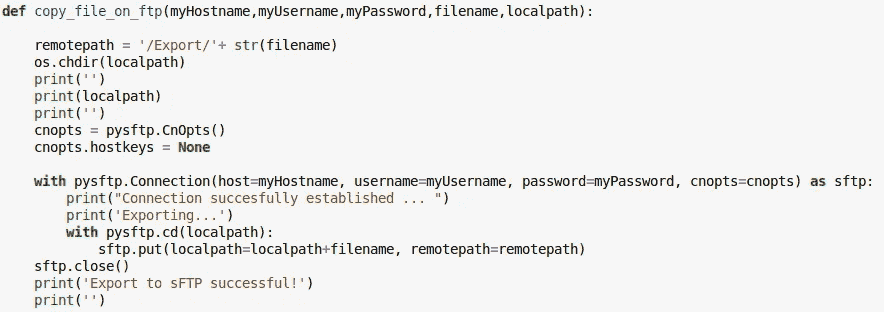 def copy_file_on_ftp(myHostname,myUsername,myPassword,filename,localpath):

    remotepath = '/Export/'+ str(filename)
    os.chdir(localpath)
    print('')
    print(localpath)
    print('')
    cnopts = pysftp.CnOpts()
    cnopts.hostkeys = None

    with pysftp.Connection(host=myHostname, username=myUsername, password=myPassword, cnopts=cnopts) as sftp:
        print("Connection succesfully established ... ")
        print('Exporting...')
        with pysftp.cd(localpath):
            sftp.put(localpath=localpath+filename, remotepath=remotepath)
    sftp.close()
    print('Export to sFTP successful!')
    print('')